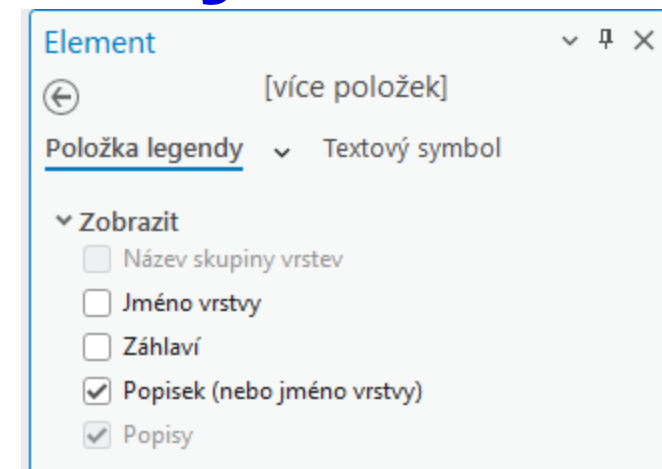 Element
[více položek]
Položka legendy Textový symbol
Zobrazit
Název skupiny vrstev
Jméno vrstvy
Záhlaví
Popisek (nebo jméno vrstvy)
Popisy